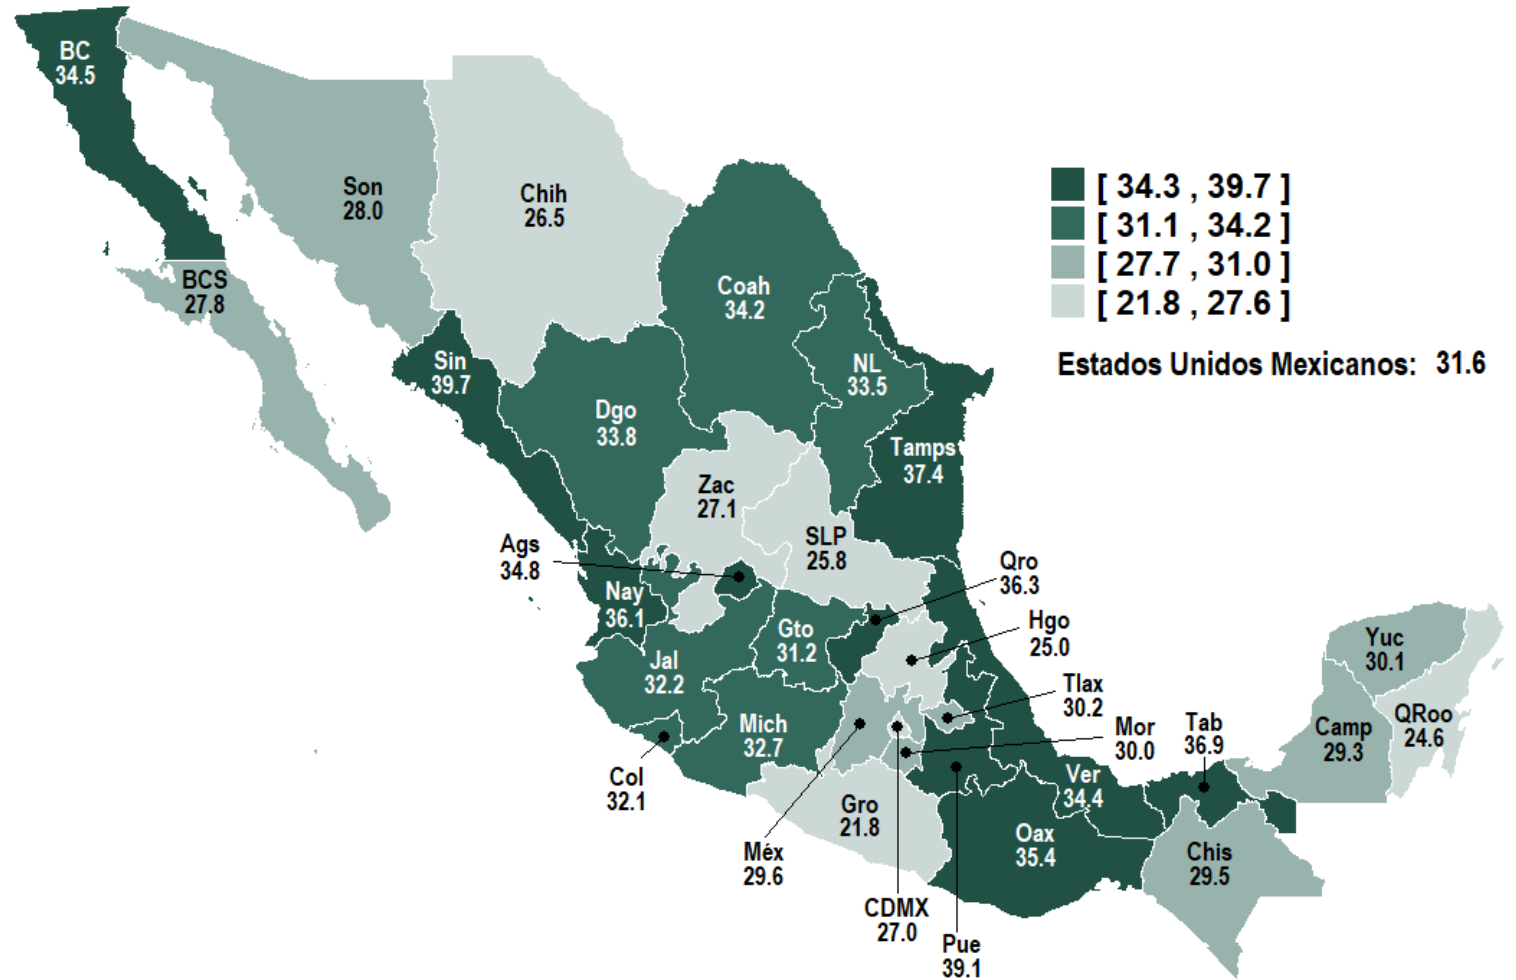 BC
34.5
Son
28.0
Chih
26.5
[ 34.3 , 39.7 ]
[ 31.1 , 34.2 ]
[ 27.7 , 31.0 ]
[ 21.8 , 27.6 ]
Estados Unidos Mexicanos: 31.6
BCS
27.8
Coah
34.2
Sin
39.7
NL
33.5
Dgo
33.8
Tamps
37.4
Zac
27.1
SLP
25.8
Ags
34.8
Qro
36.3
Nay
36.1
Gto
31.2
Hgo
25.0
Jal
32.2
Yuc
30.1
Tlax
30.2
Mich
32.7
Mor
30.0
Tab
36.9
Camp
29.3
QRoo
24.6
Col
32.1
Ver
34.4
Gro
21.8
Oax
35.4
Méx
29.6
Chis
29.5
CDMX
27.0
Pue
39.1